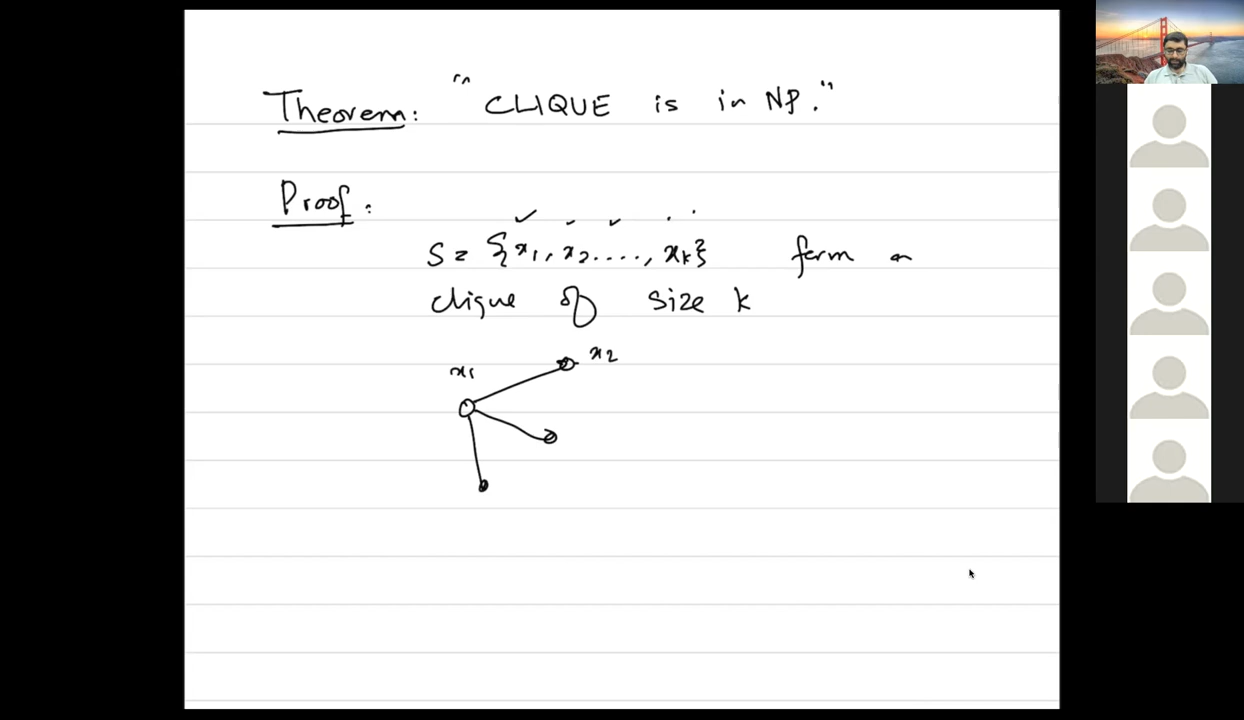 Theorem: "CLIQUE is in NP."
Proof:
S = {x1, x2...., xk} form a
clique of size k
x1
x2